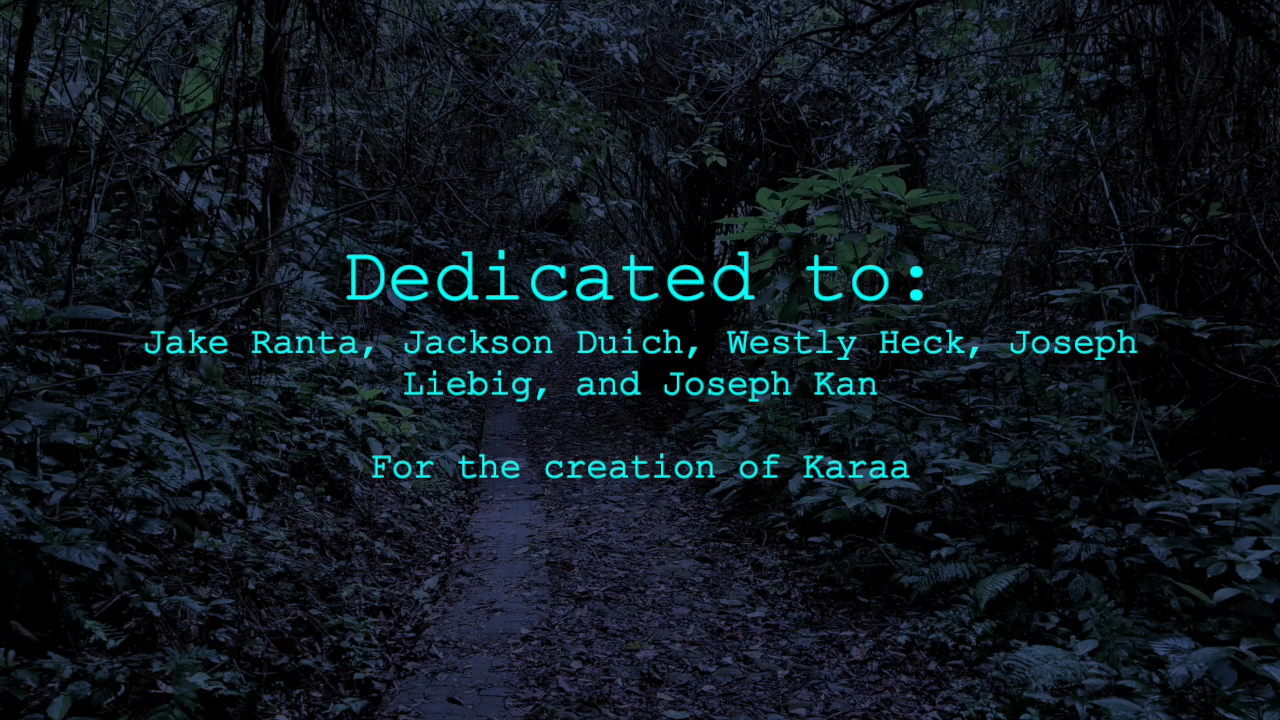 Dedicated to:
Jake Ranta, Jackson Duich, Westly Heck, Joseph
Liebig, and Joseph Kan
For the creation of Karaa